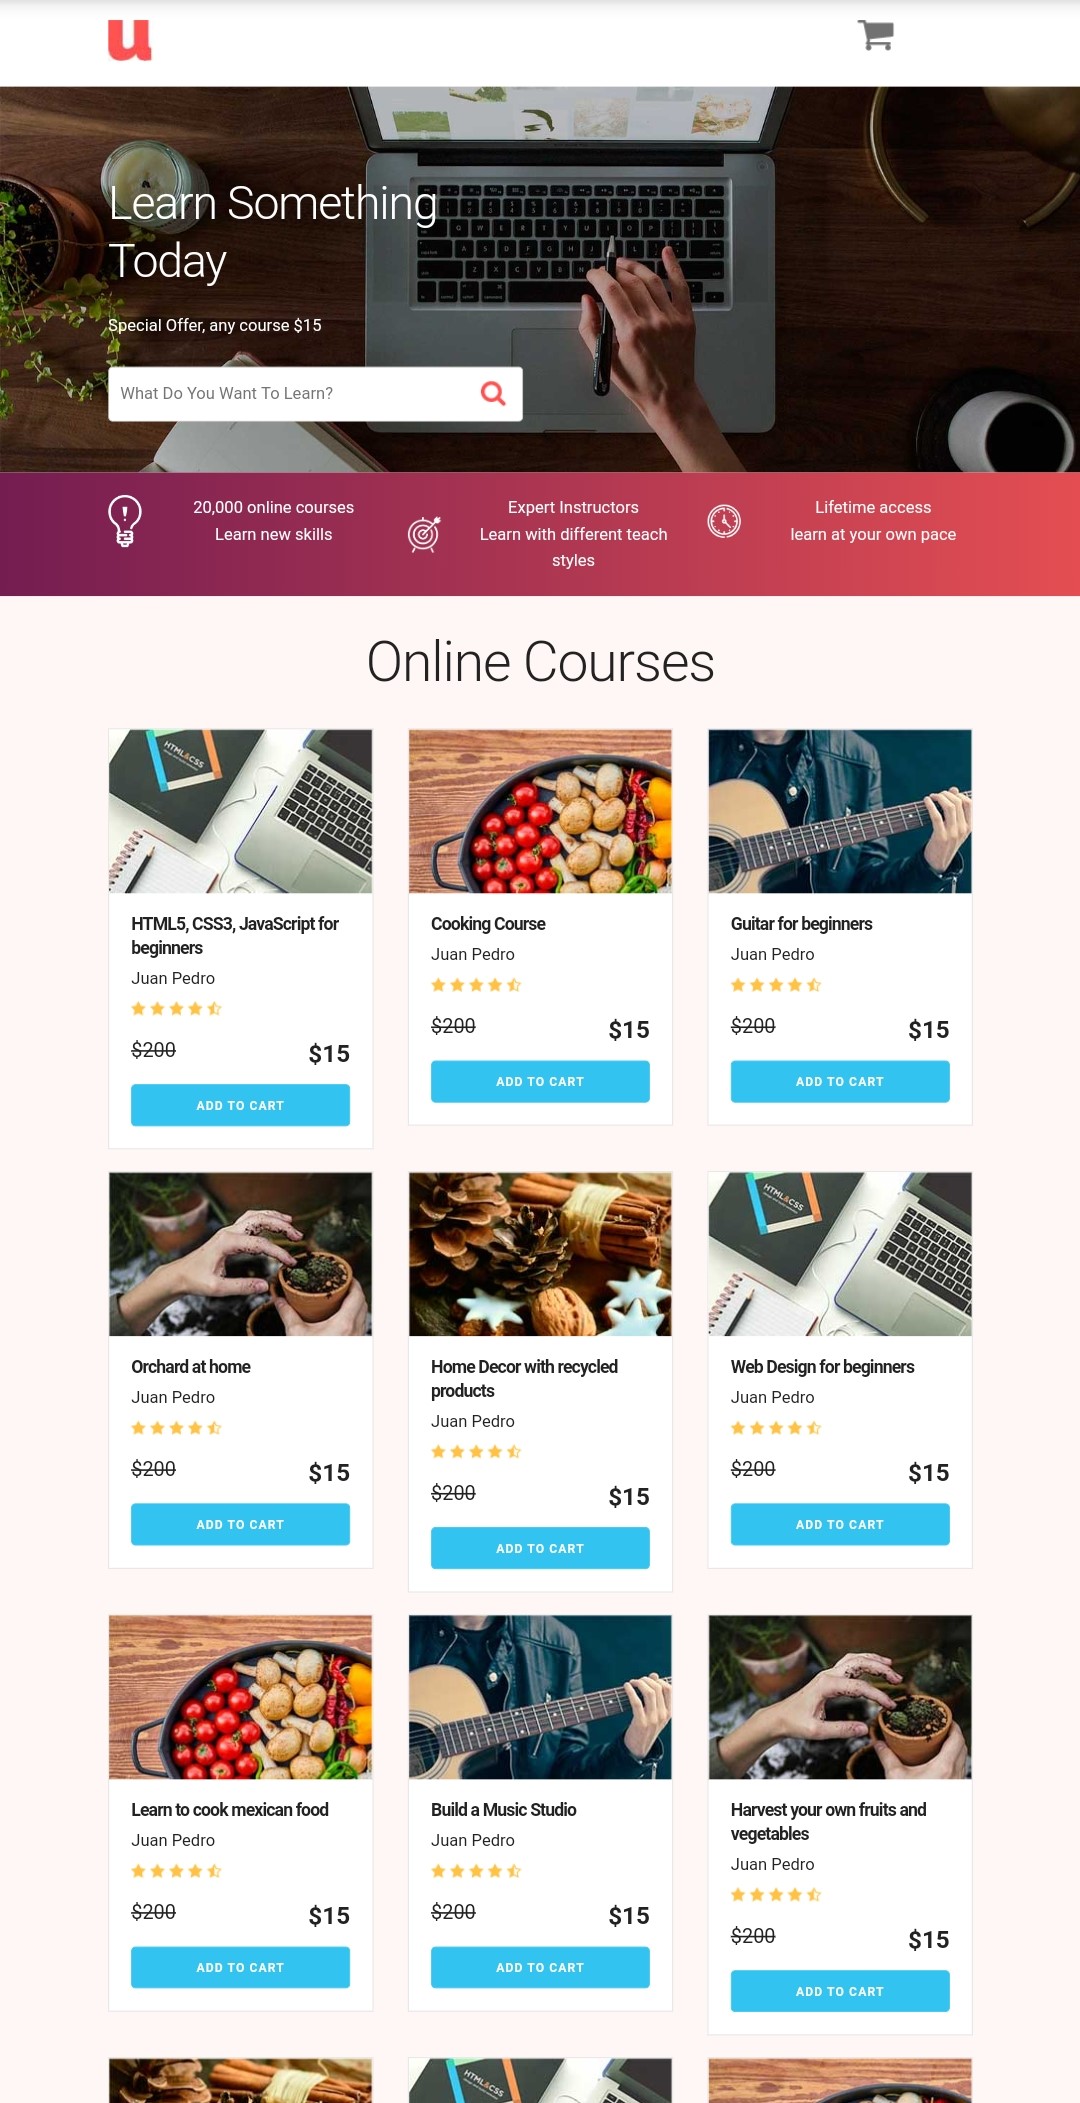 u
Learn Something
Today
Special Offer, any course $15
What Do You Want To Learn?
20,000 online courses
Learn new skills
Expert Instructors
Learn with different teach
styles
Lifetime access
learn at your own pace
Online Courses
HTML&CSS
HTML5, CSS3, JavaScript for
beginners
Juan Pedro
$200 $15
ADD TO CART
Cooking Course
Juan Pedro
$200 $15
ADD TO CART
Guitar for beginners
Juan Pedro
$200 $15
ADD TO CART
Orchard at home
Juan Pedro
$200 $15
ADD TO CART
Home Decor with recycled
products
Juan Pedro
$200 $15
ADD TO CART
HTML&CSS
Web Design for beginners
Juan Pedro
$200 $15
ADD TO CART
Learn to cook mexican food
Juan Pedro
$200 $15
ADD TO CART
Build a Music Studio
Juan Pedro
$200 $15
ADD TO CART
Harvest your own fruits and
vegetables
Juan Pedro
$200 $15
ADD TO CART
HTML&CSS